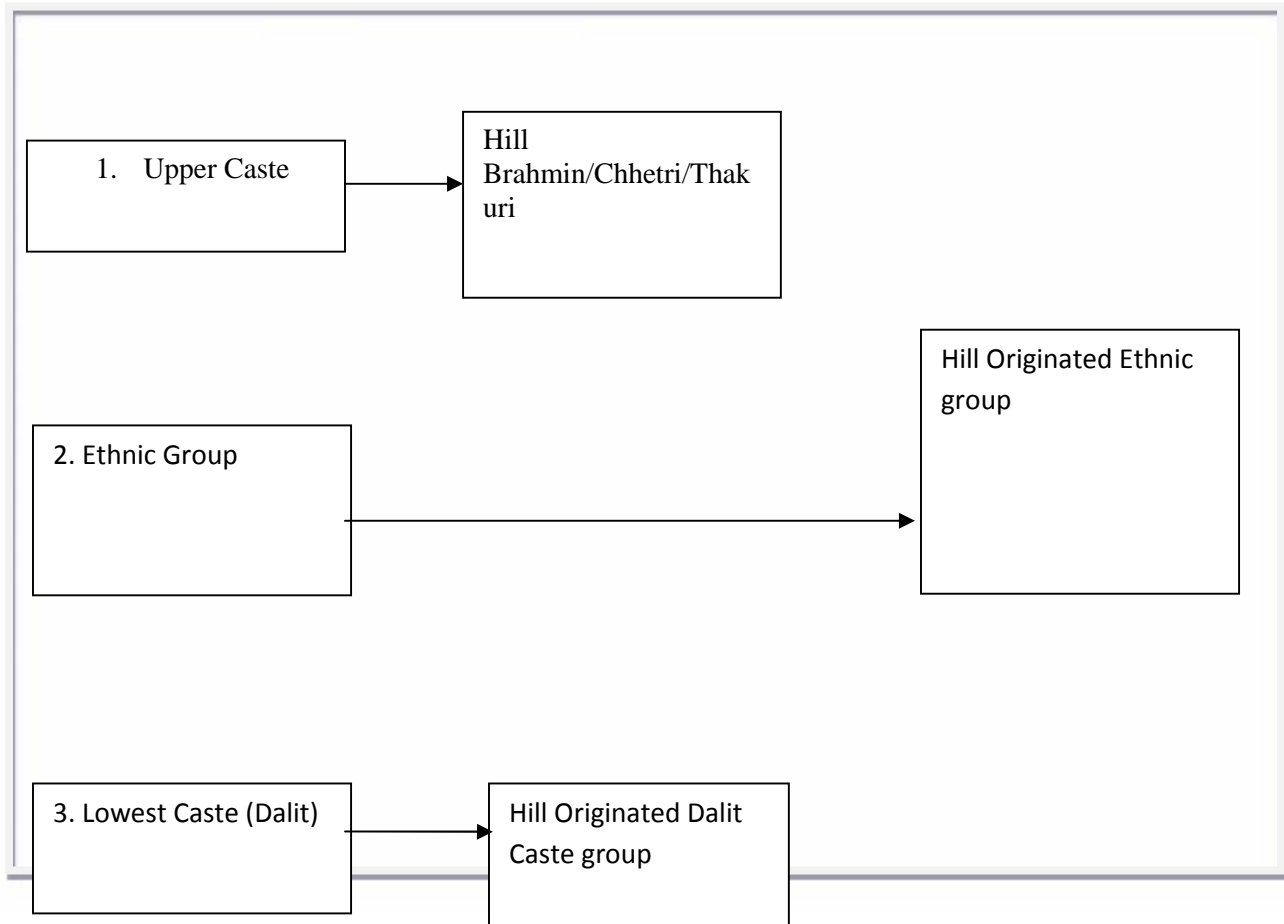 1. Upper Caste
Hill
Brahmin/Chhetri/Thak
uri
2. Ethnic Group
Hill Originated Ethnic
group
3. Lowest Caste (Dalit)
Hill Originated Dalit
Caste group